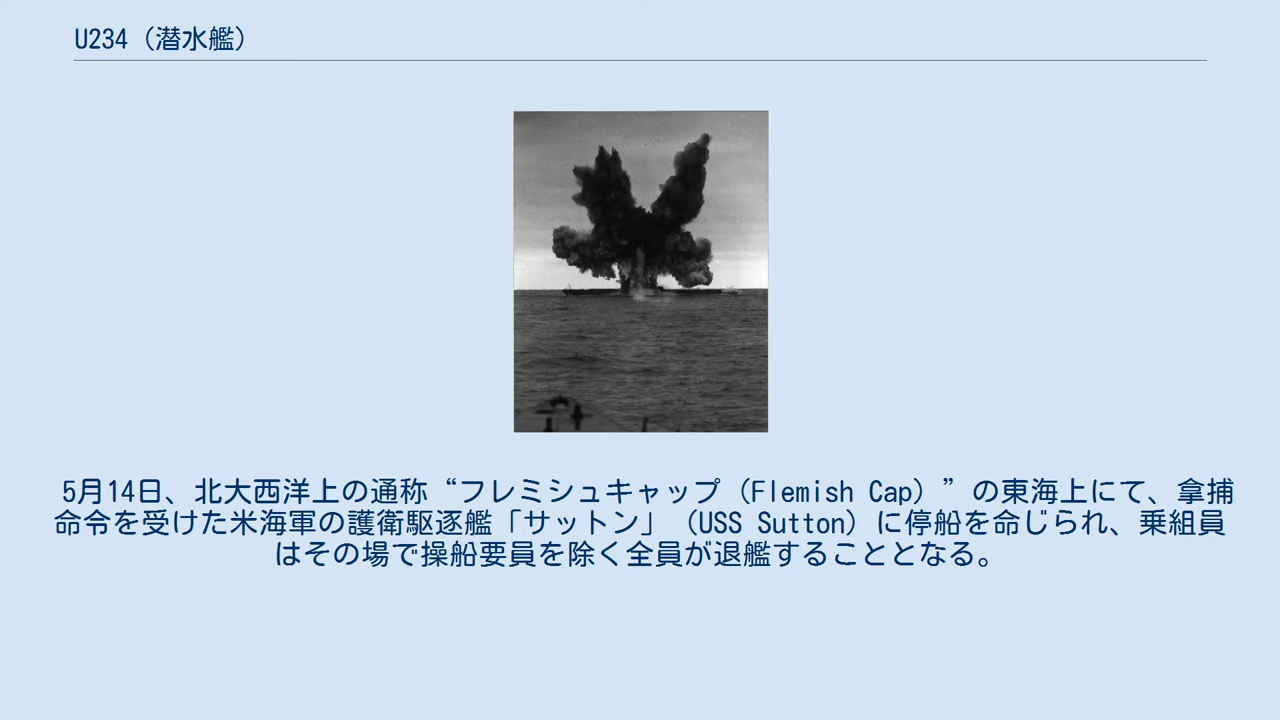 U234（潜水艦）
5月14日、北大西洋上の通称“フレミシュキャップ（Flemish Cap）”の東海上にて、拿捕
命令を受けた米海軍の護衛駆逐艦「サットン」（USS Sutton）に停船を命じられ、乗組員
はその場で操船要員を除く全員が退艦することとなる。